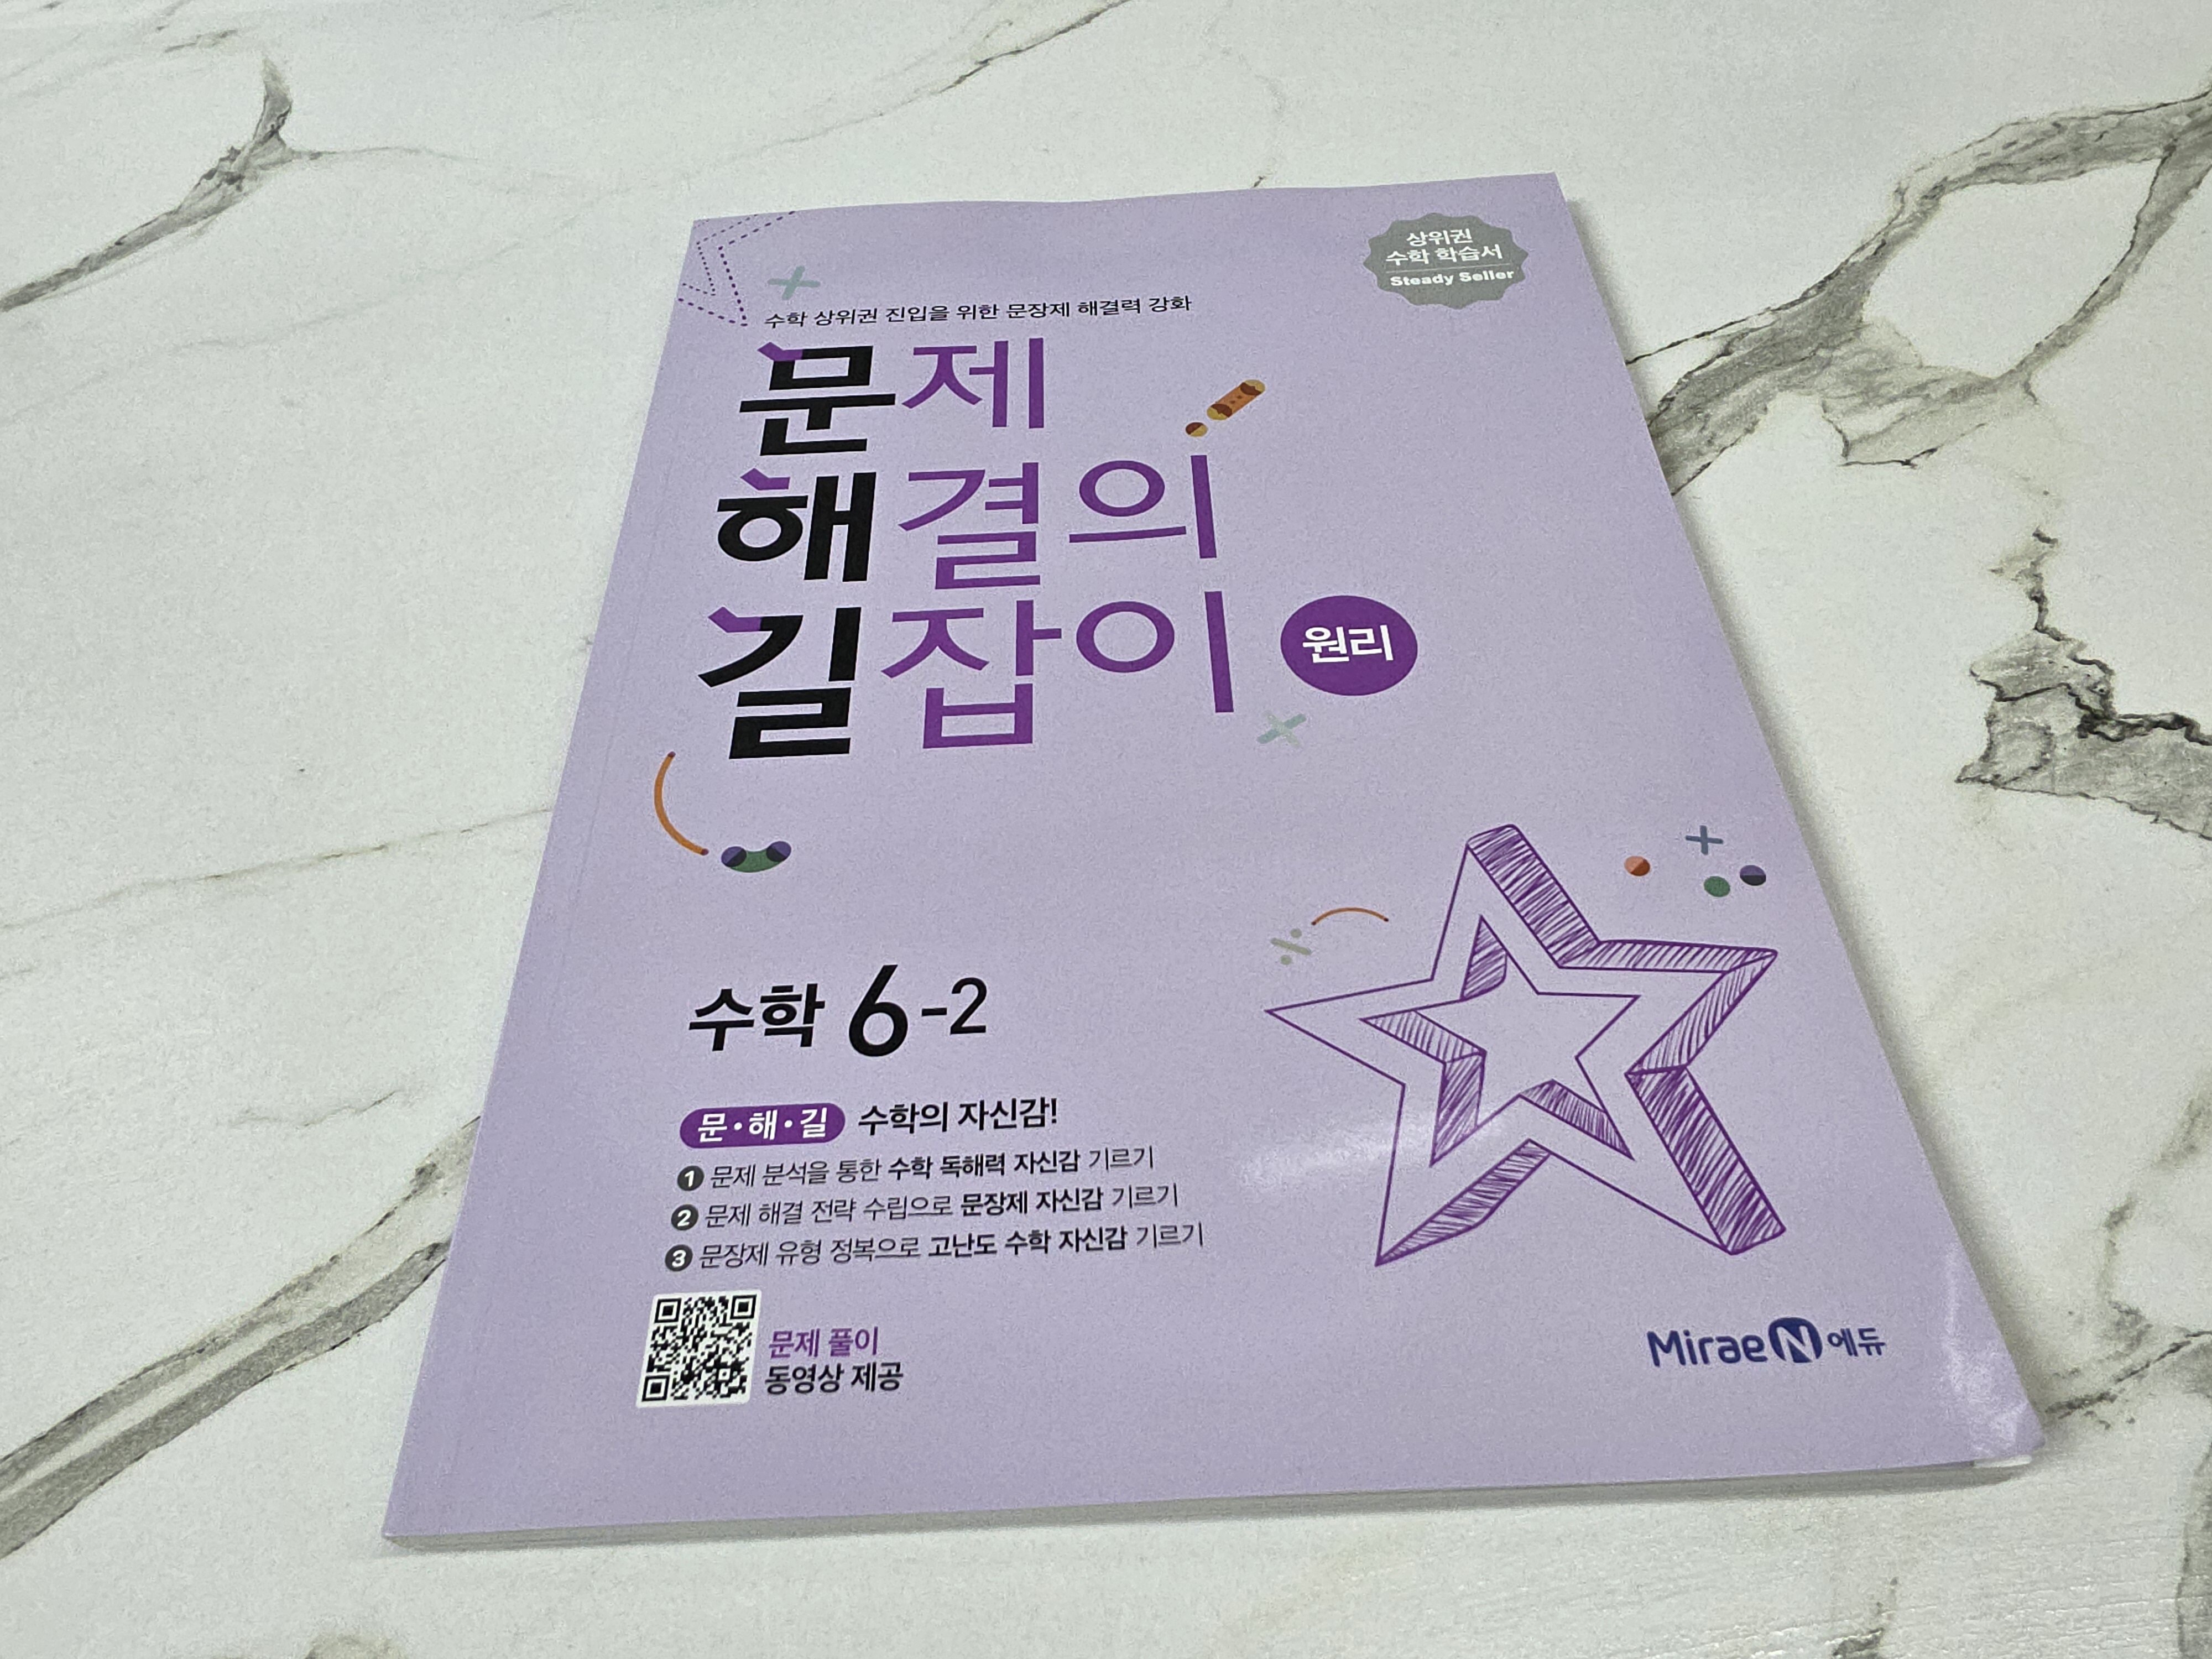 상위권
수학 학습서
Steady Seller
수학 상위권 진입을 위한 문장제 해결력 강화
문제
해결의
길잡이 원리
수학 6-2
문·해·길 수학의 자신감!
1 문제 분석을 통한 수학 독해력 자신감 기르기
2 문제 해결 전략 수립으로 문장제 자신감 기르기
3 문장제 유형 정복으로 고난도 수학 자신감 기르기
문제 풀이
동영상 제공
Mirae N 에듀